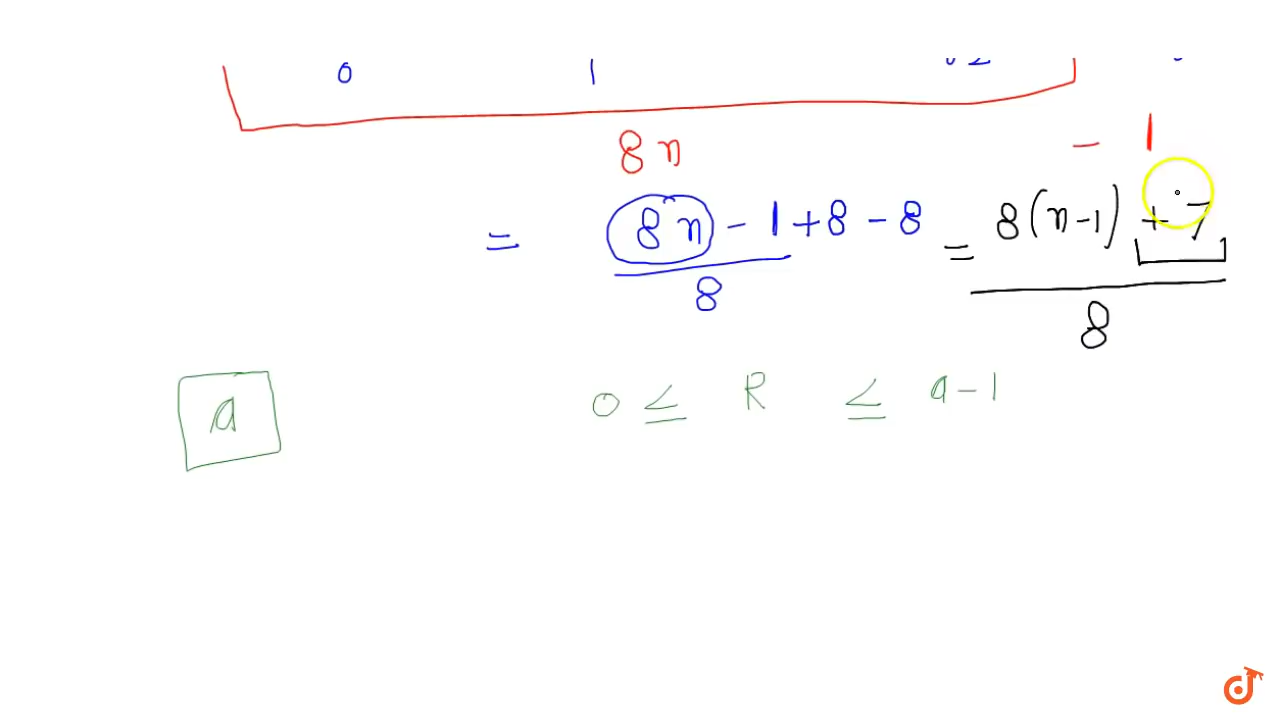 0 1
8n - 1
= 8n - 1 + 8 - 8 = 8(n-1) + 7
8 8
a 0 ≤ R ≤ a-1